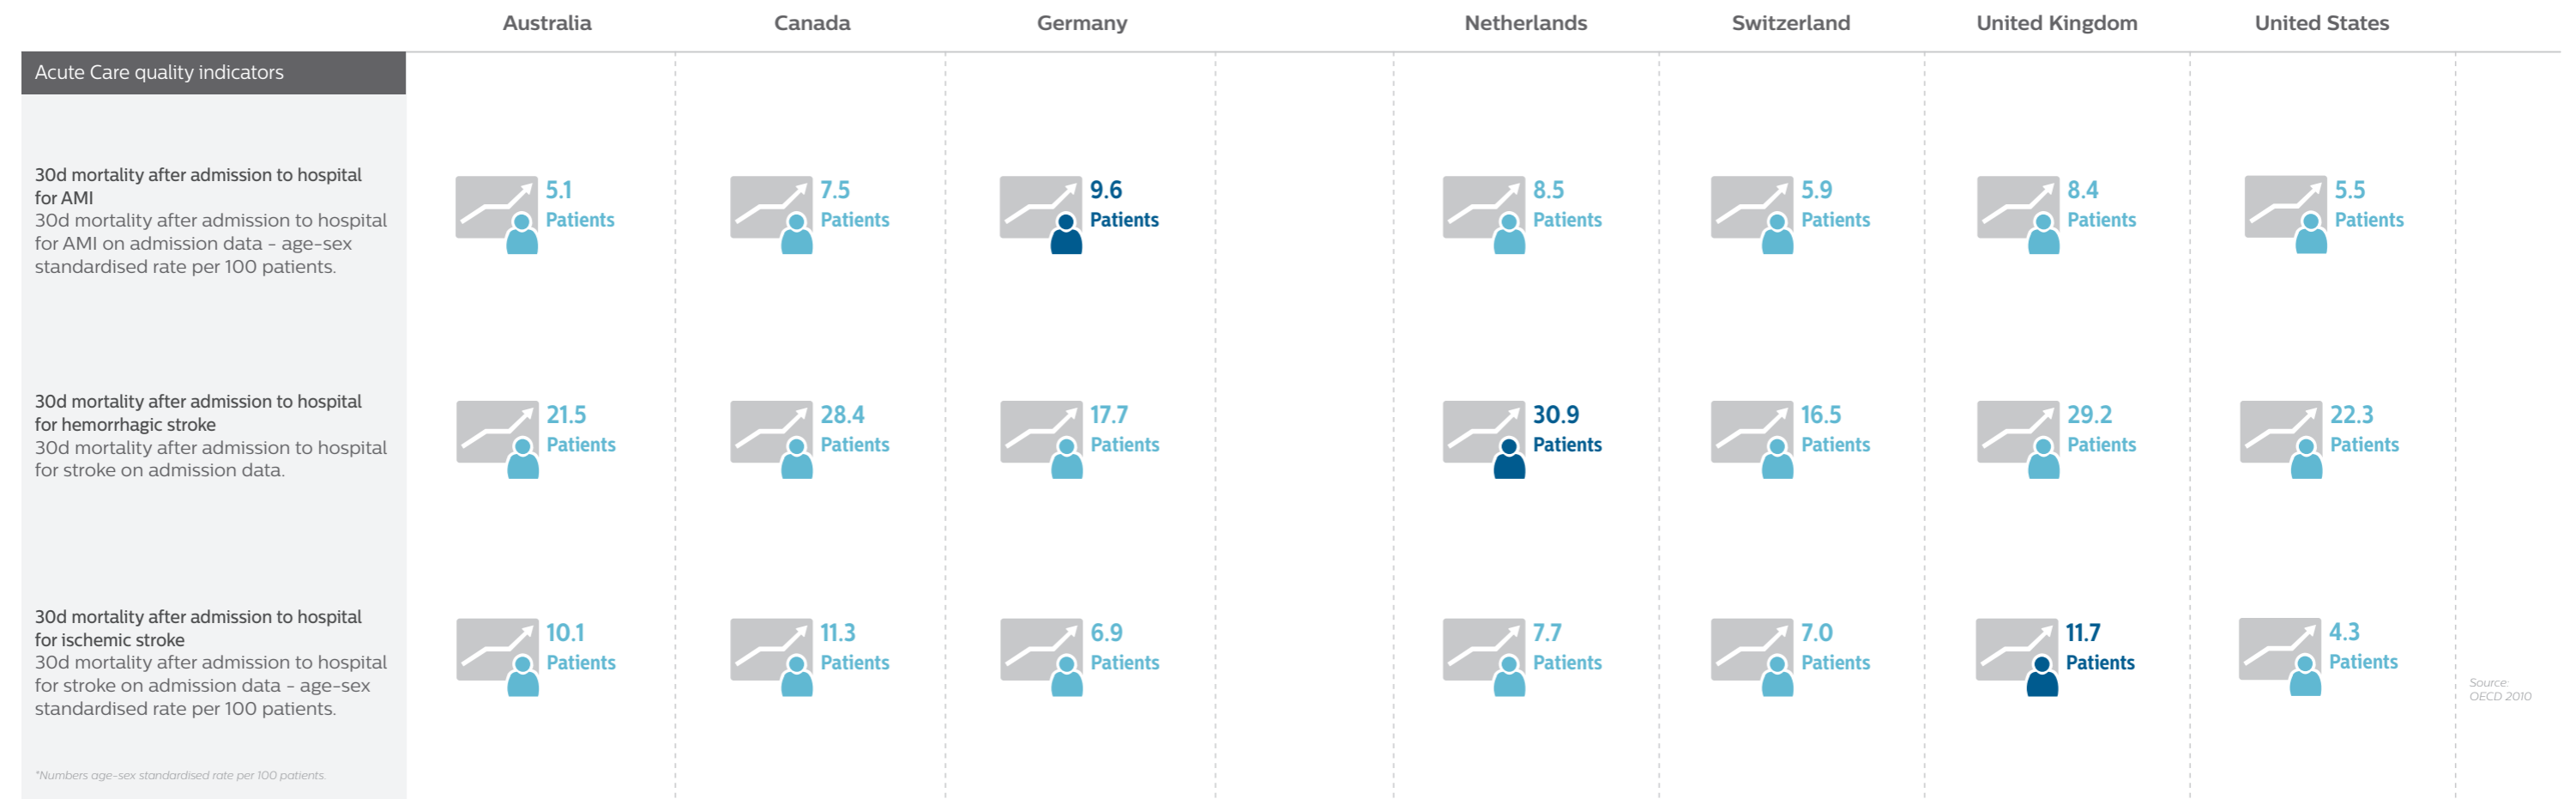 Australia Canada Germany Netherlands Switzerland United Kingdom United States
Acute Care quality indicators
30d mortality after admission to hospital
for AMI
30d mortality after admission to hospital
for AMI on admission data - age-sex
standardised rate per 100 patients.
5.1 7.5 9.6 8.5 5.9 8.4 5.5
Patients Patients Patients Patients Patients Patients Patients
30d mortality after admission to hospital
for hemorrhagic stroke
30d mortality after admission to hospital
for stroke on admission data.
21.5 28.4 17.7 30.9 16.5 29.2 22.3
Patients Patients Patients Patients Patients Patients Patients
30d mortality after admission to hospital
for ischemic stroke
30d mortality after admission to hospital
for stroke on admission data - age-sex
standardised rate per 100 patients.
10.1 11.3 6.9 7.7 7.0 11.7 4.3
Patients Patients Patients Patients Patients Patients Patients
Source:
OECD 2010
*Numbers age-sex standardised rate per 100 patients.